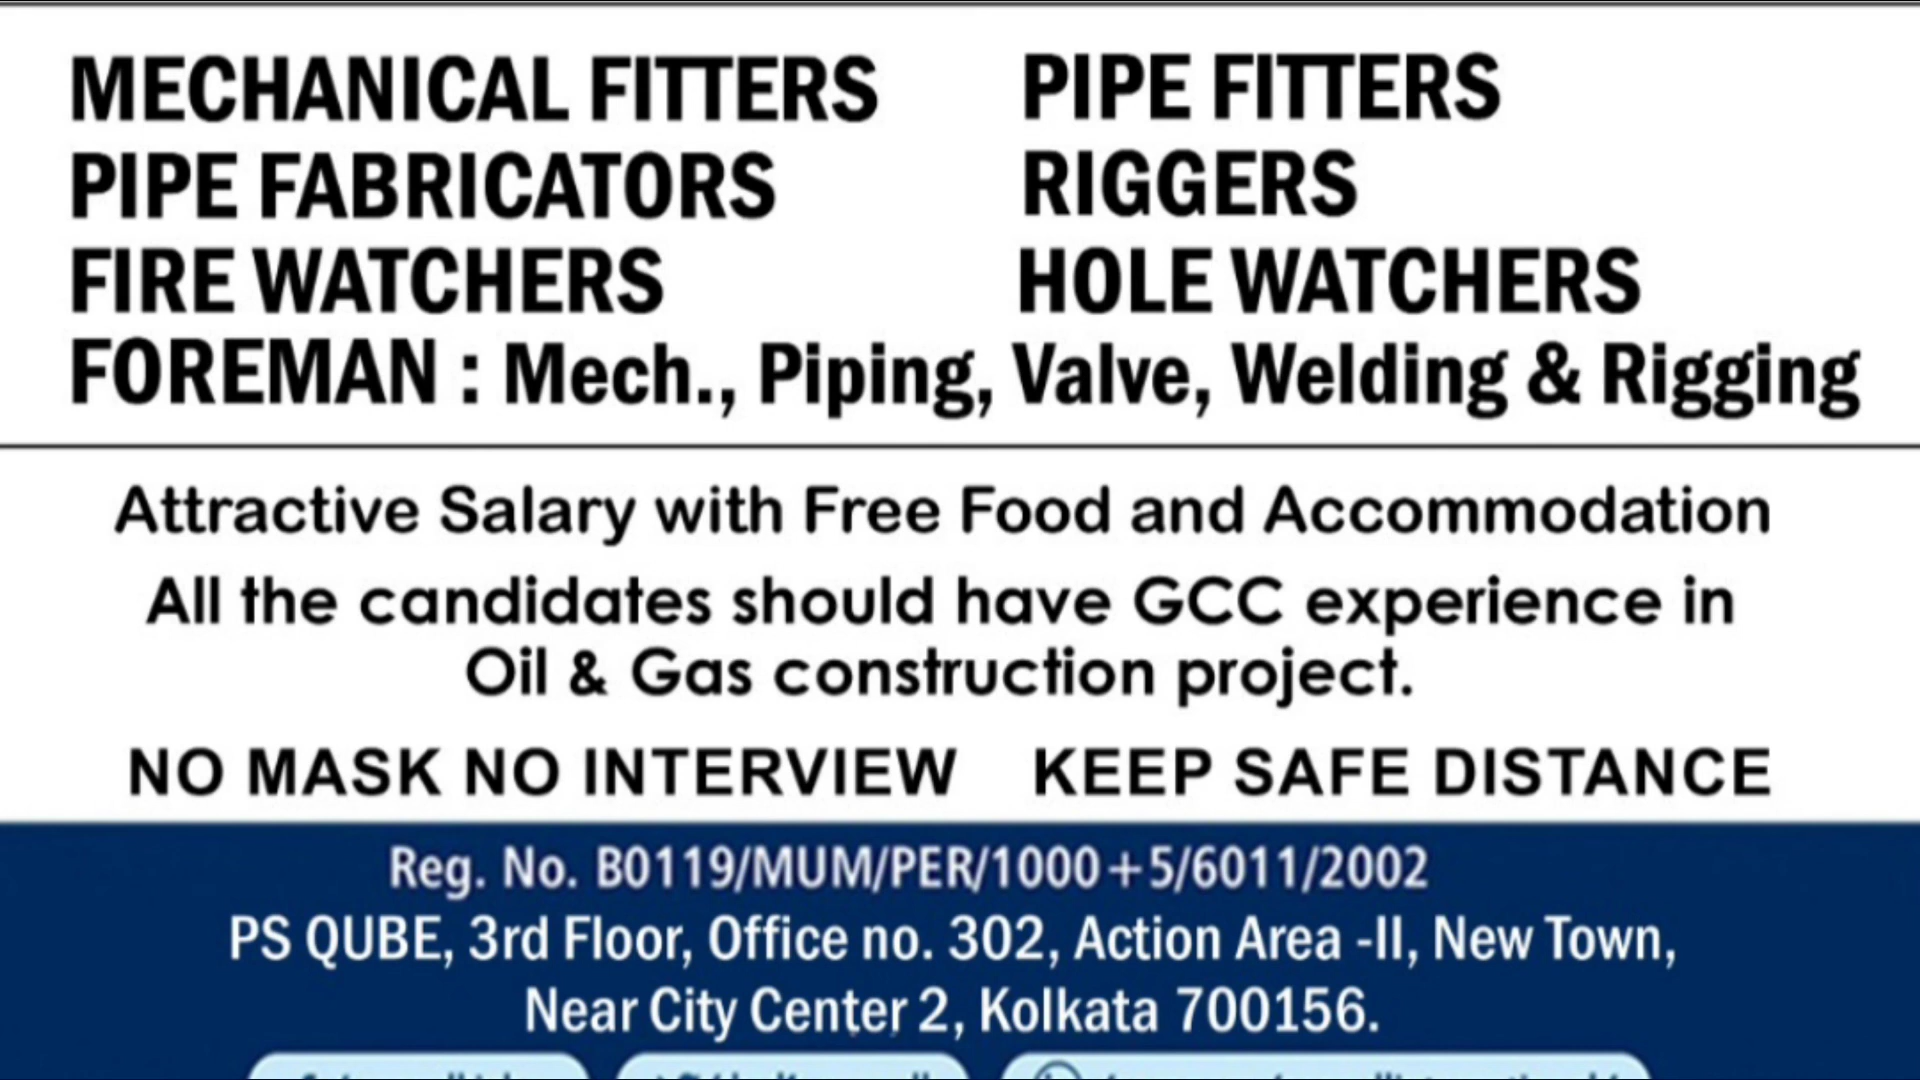 MECHANICAL FITTERS PIPE FITTERS
PIPE FABRICATORS RIGGERS
FIRE WATCHERS HOLE WATCHERS
FOREMAN : Mech., Piping, Valve, Welding & Rigging
Attractive Salary with Free Food and Accommodation
All the candidates should have GCC experience in
Oil & Gas construction project.
NO MASK NO INTERVIEW KEEP SAFE DISTANCE
Reg. No. B0119/MUM/PER/1000+5/6011/2002
PS QUBE, 3rd Floor, Office no. 302, Action Area -II, New Town,
Near City Center 2, Kolkata 700156.